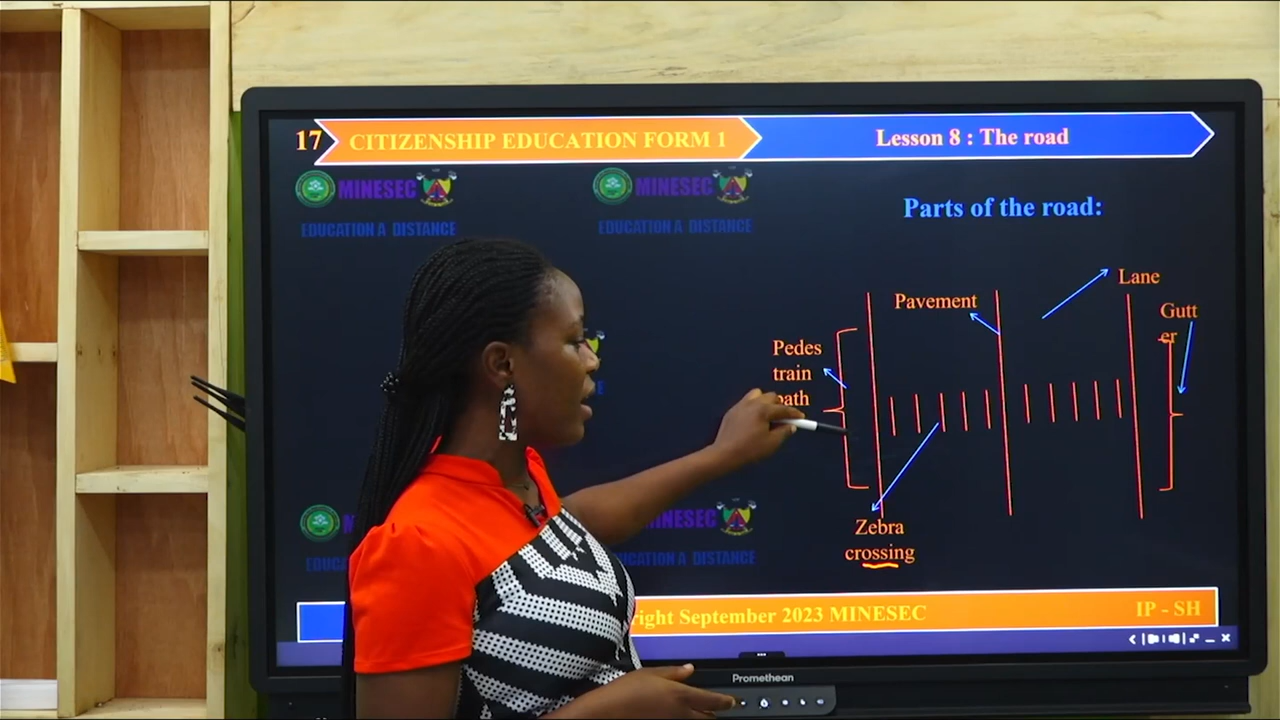 17 CITIZENSHIP EDUCATION FORM 1 Lesson 8 : The road
MINESEC MINESEC
EDUCATION A DISTANCE EDUCATION A DISTANCE
Parts of the road:
Lane
Pavement
Gutt
er
Pedes
train
path
Zebra
crossing
MINESEC
right September 2023 MINESEC IP - SH
Promethean